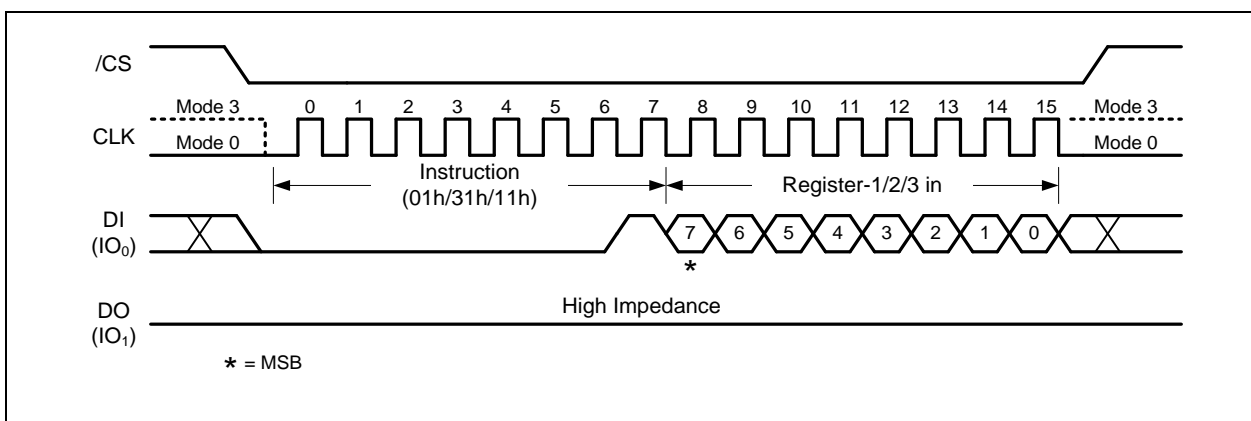 /CS
Mode 3 0 1 2 3 4 5 6 7 8 9 10 11 12 13 14 15 Mode 3
CLK
Mode 0 Mode 0
Instruction
(01h/31h/11h)
Register-1/2/3 in
DI
(IO₀)
7 6 5 4 3 2 1 0
*
High Impedance
DO
(IO₁)
* = MSB